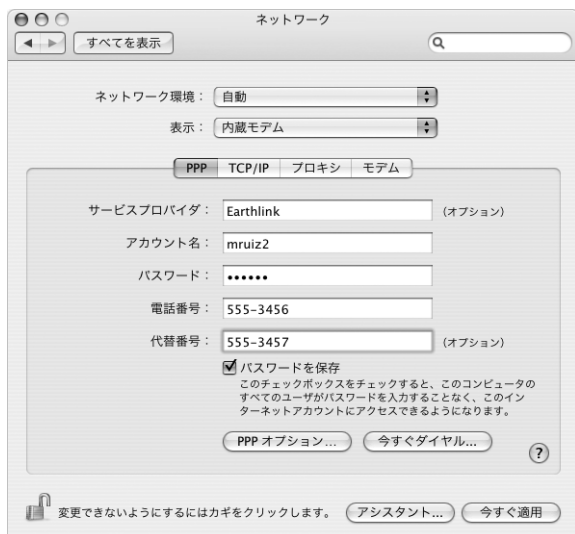 ネットワーク
すべてを表示
ネットワーク環境： 自動
表示： 内蔵モデム
PPP TCP/IP プロキシ モデム
サービスプロバイダ： Earthlink (オプション)
アカウント名： mruiz2
パスワード： ••••••
電話番号： 555-3456
代替番号： 555-3457 (オプション)
パスワードを保存
このチェックボックスをチェックすると、このコンピュータの
すべてのユーザがパスワードを入力することなく、このイン
ターネットアカウントにアクセスできるようになります。
PPP オプション... 今すぐダイヤル...
?
変更できないようにするにはカギをクリックします。 アシスタント... 今すぐ適用